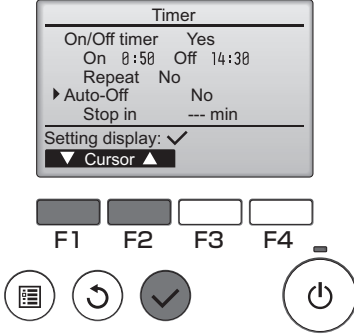 Timer
On/Off timer Yes
On 8:50 Off 14:30
Repeat No
Auto-Off No
Stop in --- min
Setting display:
Cursor
F1 F2 F3 F4